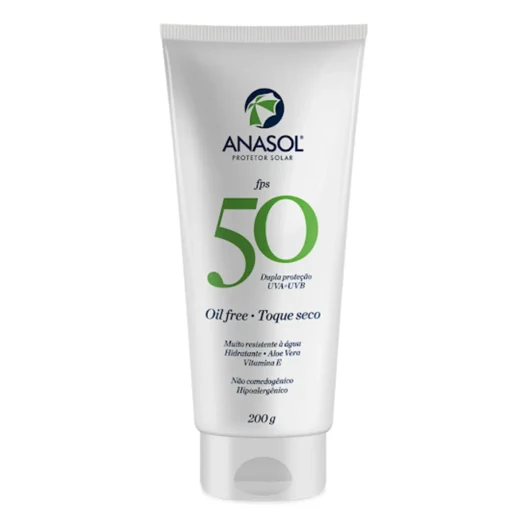 ANASOL®
PROTETOR SOLAR
fps
50
Dupla proteção
UVA+UVB
Oil free • Toque seco
Muito resistente à água
Hidratante • Aloe Vera
Vitamina E
Não comedogênico
Hipoalergênico
200 g